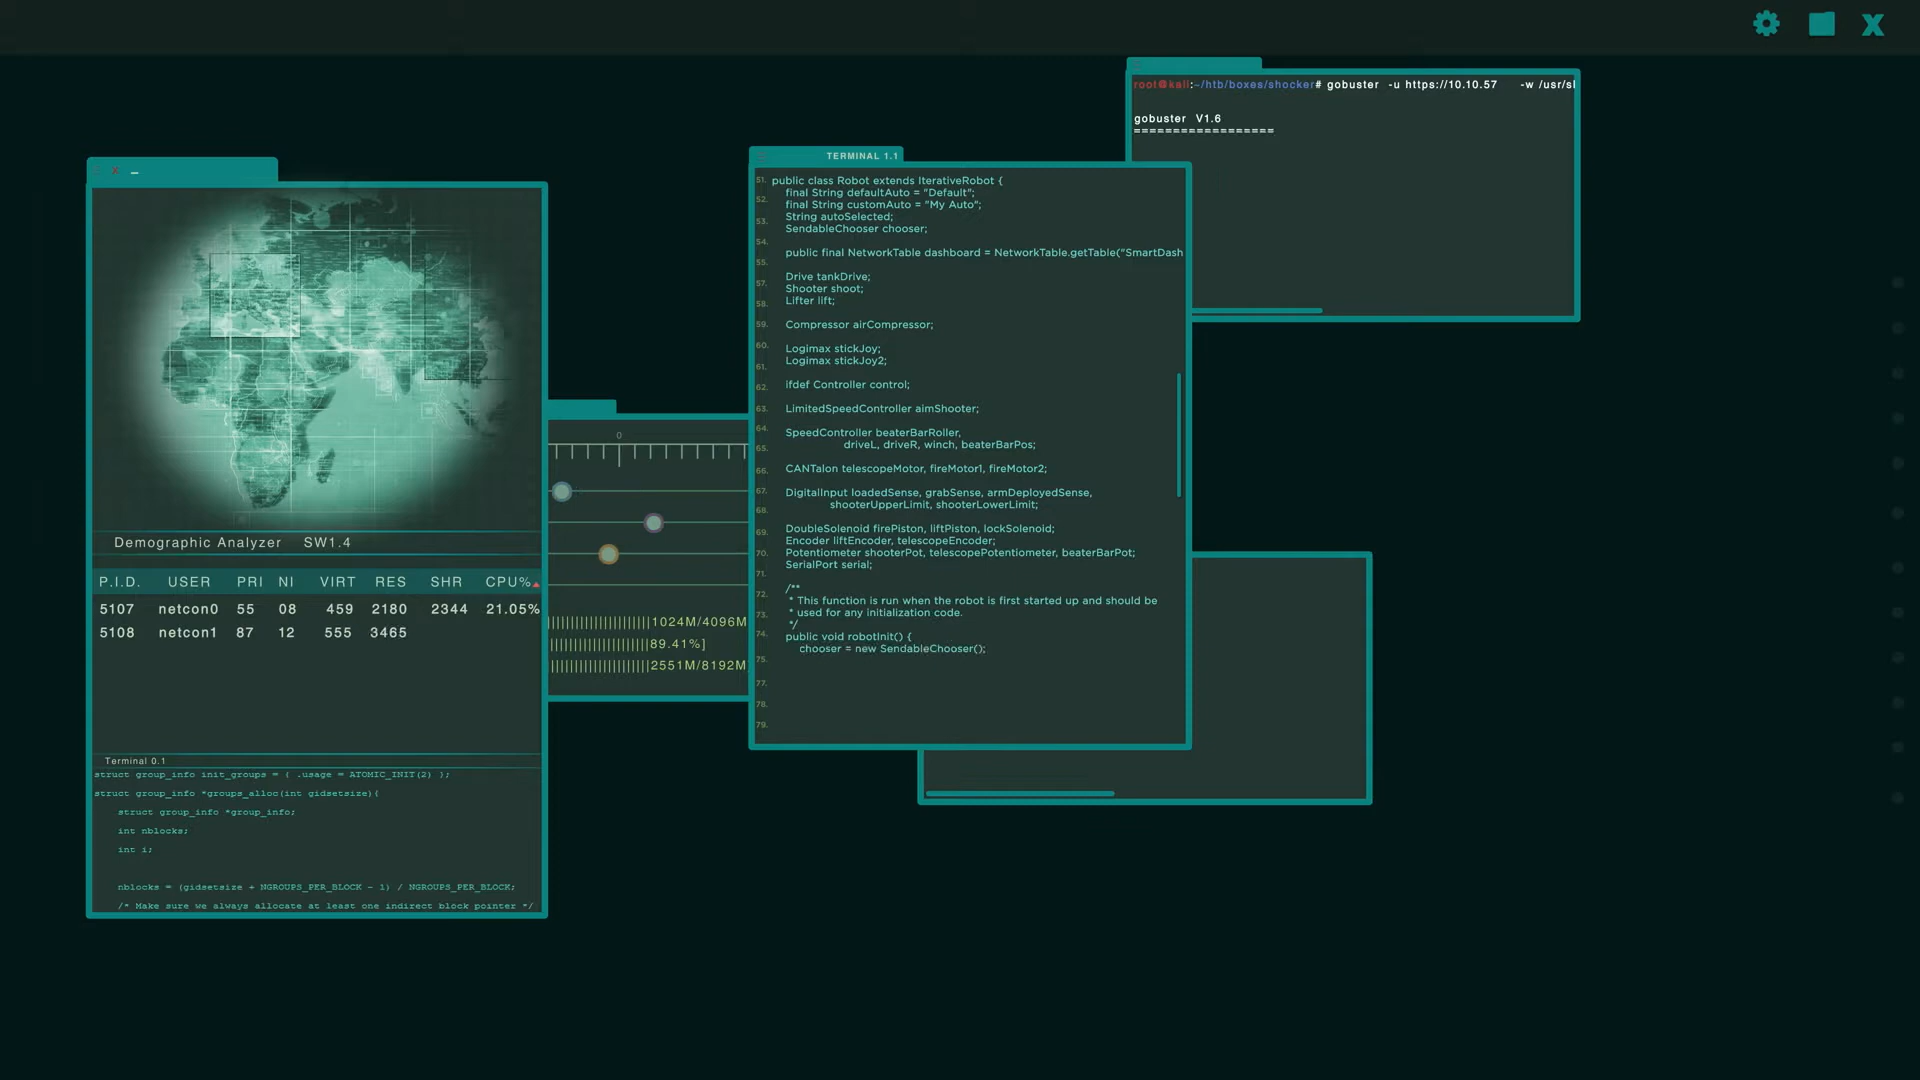 Demographic Analyzer SW1.4
P.I.D. USER PRI NI VIRT RES SHR CPU%
5107 netcon0 55 08 459 2180 2344 21.05%
5108 netcon1 87 12 555 3465
Terminal 0.1
struct group_info init_groups = { .usage = ATOMIC_INIT(2) };
struct group_info *groups_alloc(int gidsetsize){
struct group_info *group_info;
int nblocks;
int i;
nblocks = (gidsetsize + NGROUPS_PER_BLOCK - 1) / NGROUPS_PER_BLOCK;
/* Make sure we always allocate at least one indirect block pointer */
0
||||||||||||||||||||||1024M/4096M
||||||||||||||||||||||89.41%]
||||||||||||||||||||||2551M/8192M
TERMINAL 1.1
51. public class Robot extends IterativeRobot {
52. final String defaultAuto = "Default";
final String customAuto = "My Auto";
53. String autoSelected;
SendableChooser chooser;
54.
55. public final NetworkTable dashboard = NetworkTable.getTable("SmartDash
Drive tankDrive;
57. Shooter shoot;
58. Lifter lift;
59. Compressor airCompressor;
60. Logimax stickJoy;
61. Logimax stickJoy2;
62. ifdef Controller control;
63. LimitedSpeedController aimShooter;
64. SpeedController beaterBarRoller,
65. driveL, driveR, winch, beaterBarPos;
66. CANTalon telescopeMotor, fireMotor1, fireMotor2;
67. DigitalInput loadedSense, grabSense, armDeployedSense,
68. shooterUpperLimit, shooterLowerLimit;
69. DoubleSolenoid firePiston, liftPiston, lockSolenoid;
Encoder liftEncoder, telescopeEncoder;
70. Potentiometer shooterPot, telescopePotentiometer, beaterBarPot;
SerialPort serial;
71.
72. /**
* This function is run when the robot is first started up and should be
73. * used for any initialization code.
*/
74. public void robotInit() {
chooser = new SendableChooser();
75.
77.
78.
79.
root@kali:~/htb/boxes/shocker# gobuster -u https://10.10.57 -w /usr/sl
gobuster V1.6
==================